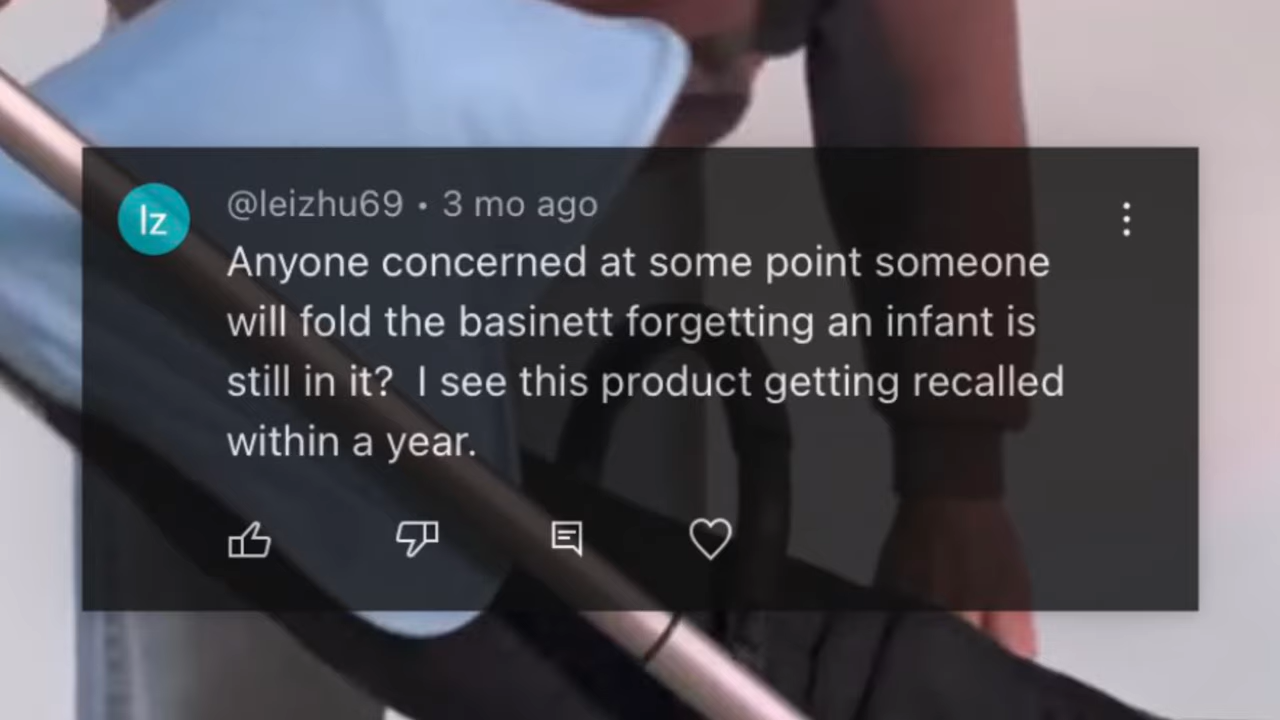 lz
@leizhu69 • 3 mo ago
Anyone concerned at some point someone
will fold the basinett forgetting an infant is
still in it?  I see this product getting recalled
within a year.